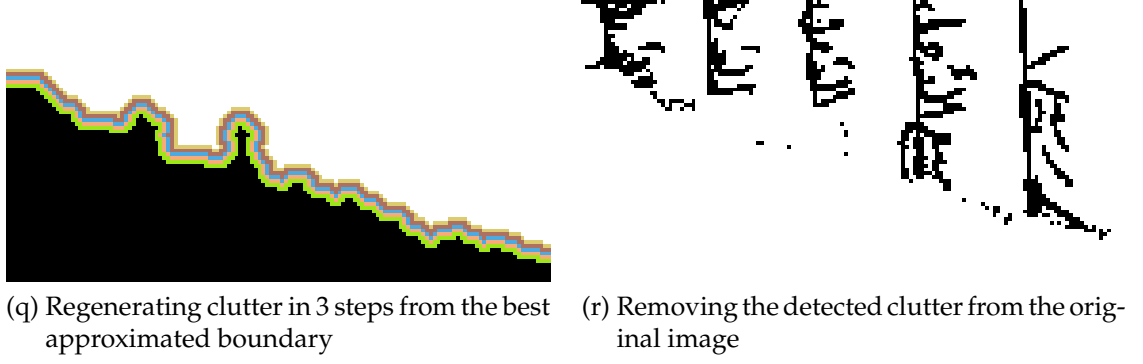 (q) Regenerating clutter in 3 steps from the best
approximated boundary
(r) Removing the detected clutter from the orig-
inal image